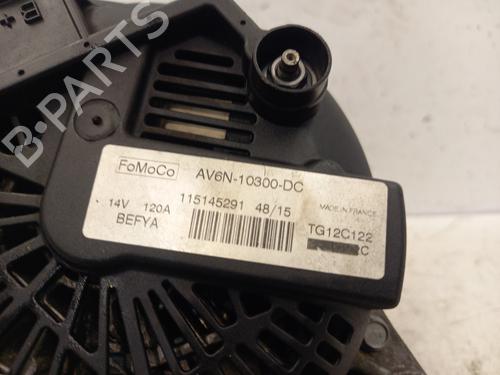 FoMoCo AV6N-10300-DC
115145291 48/15 MADE IN FRANCE
14V 120A TG12C122
BEFYA C
B-PARTS